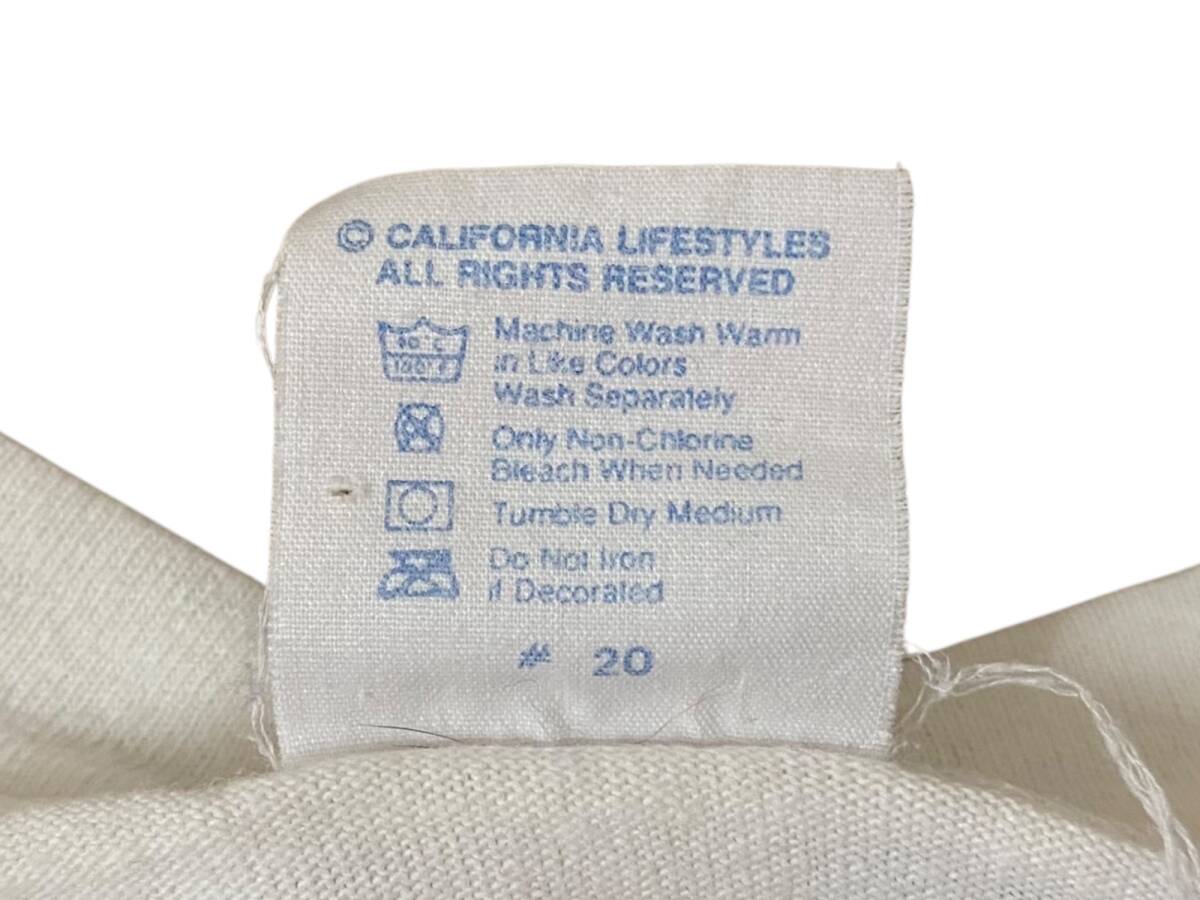 © CALIFORNIA LIFESTYLES
ALL RIGHTS RESERVED
Machine Wash Warm
in Like Colors
Wash Separately
Only Non-Chlorine
Bleach When Needed
Tumble Dry Medium
Do Not Iron
if Decorated
# 20